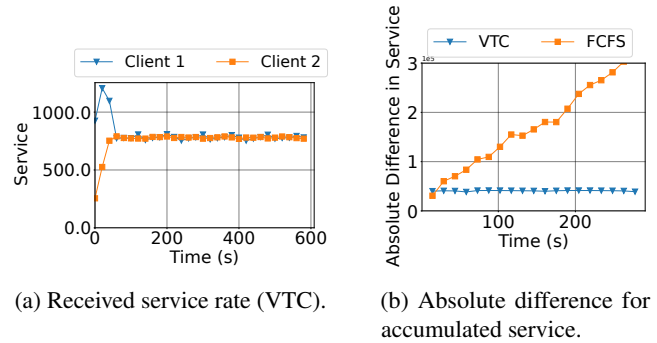 Client 1 Client 2
Service
1000.0
500.0
0.0
0 200 400 600
Time (s)
(a) Received service rate (VTC).
VTC FCFS
Absolute Difference in Service
1e5
3
2
1
0
100 200
Time (s)
(b) Absolute difference for
accumulated service.